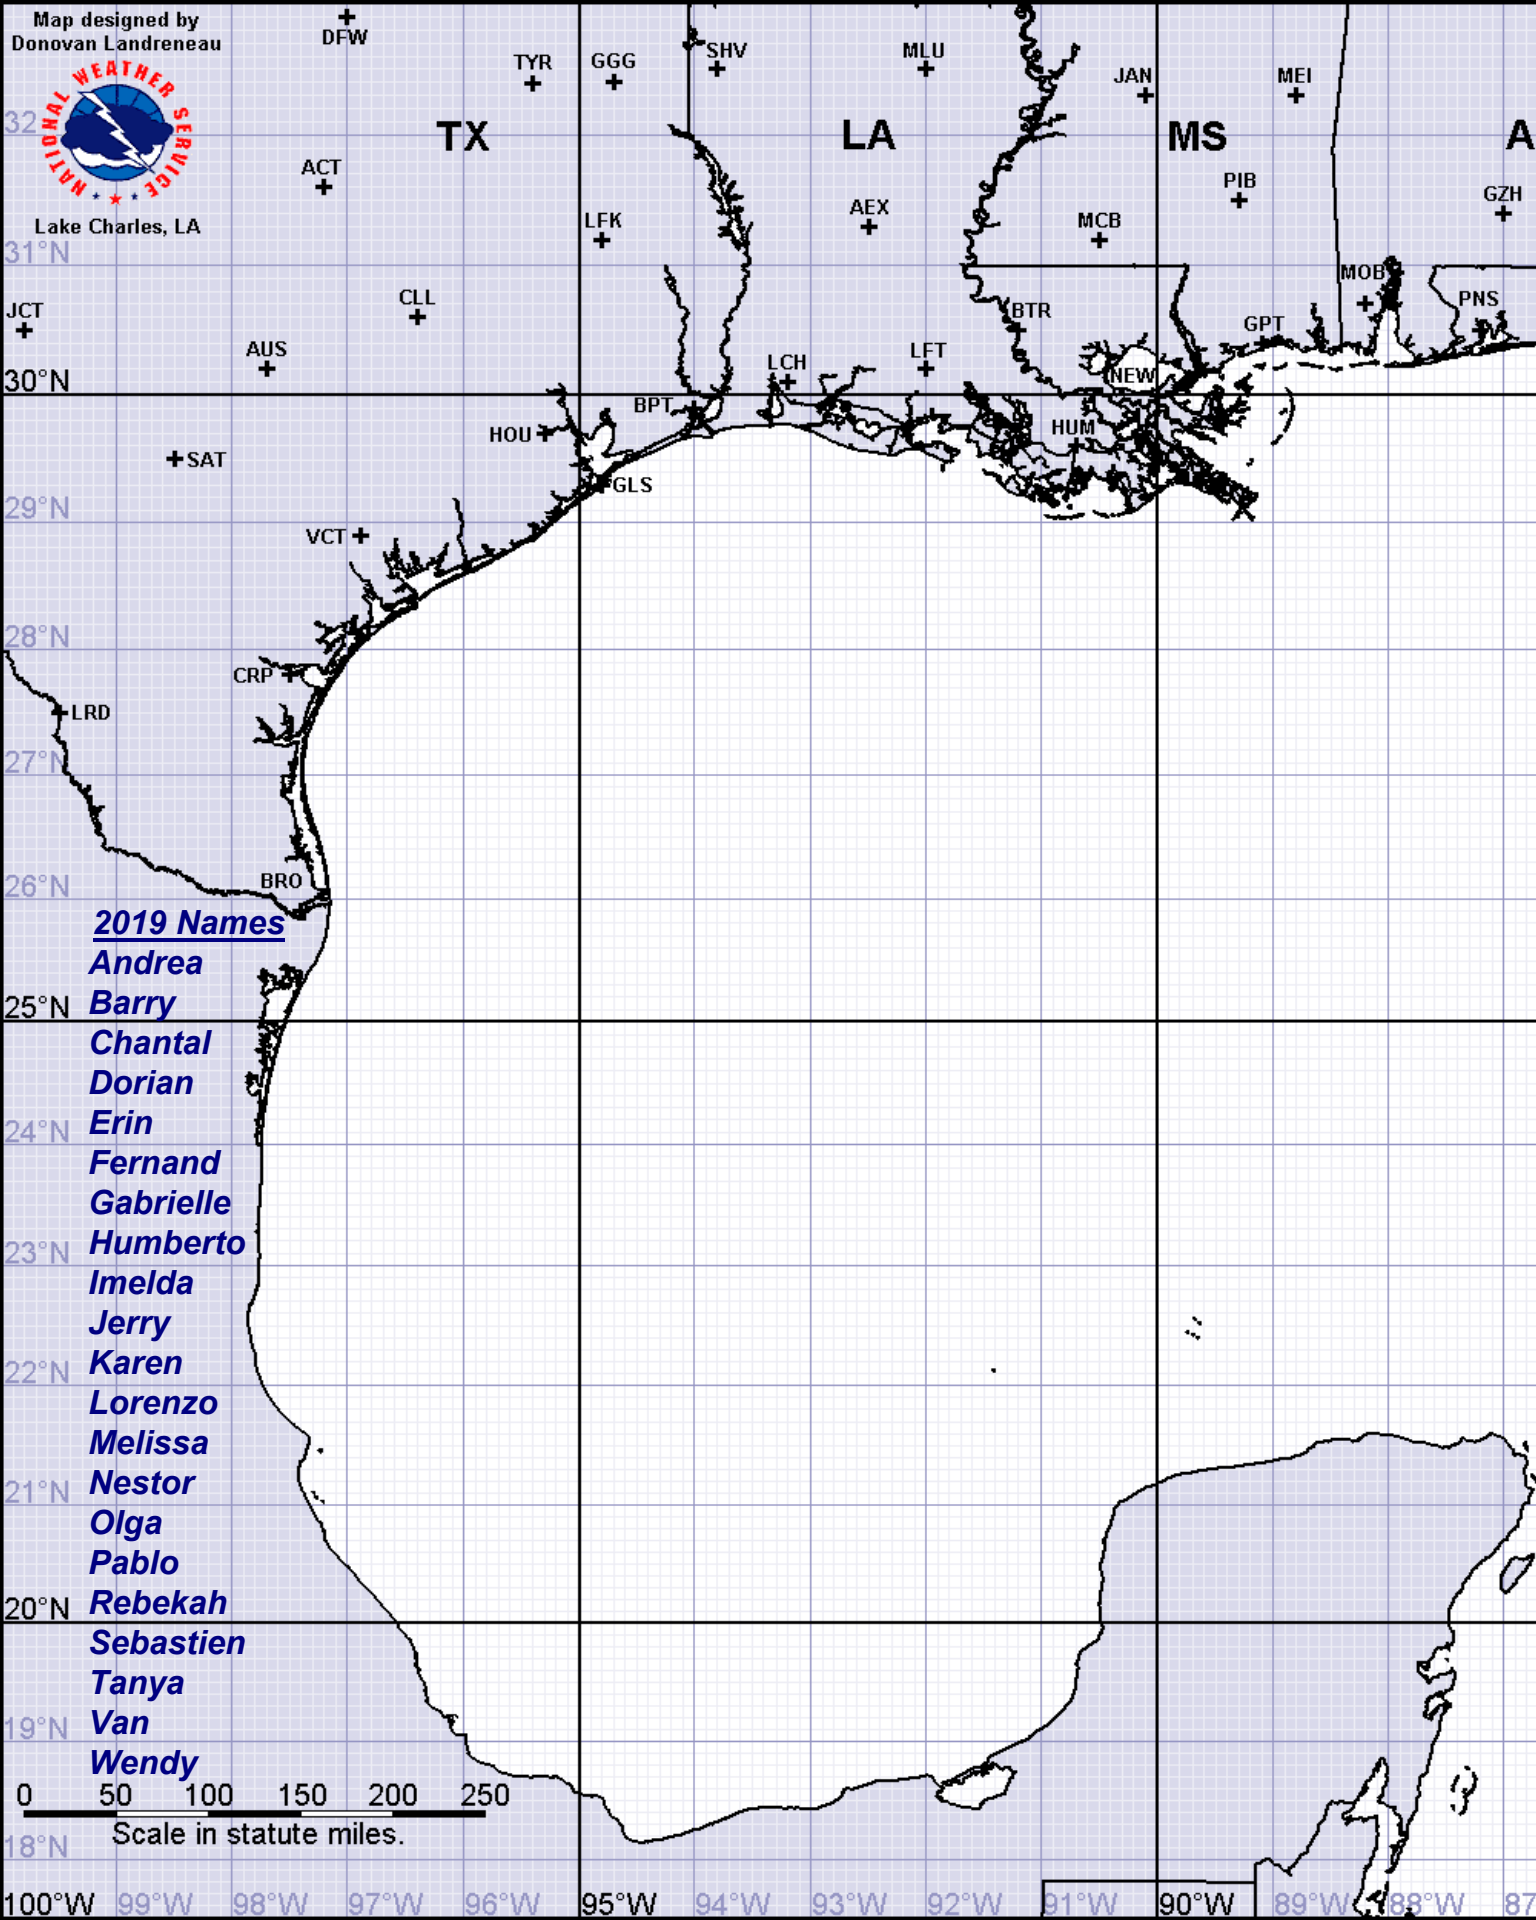 Map designed by
Donovan Landreneau
NATIONAL WEATHER SERVICE
Lake Charles, LA
DFW
TYR
GGG
SHV
MLU
JAN
MEI
32
TX
LA
MS
A
ACT
PIB
GZH
LFK
AEX
MCB
31°N
MOB
PNS
JCT
CLL
BTR
GPT
AUS
LCH
LFT
NEW
30°N
BPT
HOU
HUM
SAT
GLS
29°N
VCT
28°N
CRP
LRD
27°N
BRO
26°N
2019 Names
Andrea
25°N
Barry
Chantal
Dorian
Erin
24°N
Fernand
Gabrielle
Humberto
23°N
Imelda
Jerry
Karen
22°N
Lorenzo
Melissa
Nestor
21°N
Olga
Pablo
Rebekah
20°N
Sebastien
Tanya
Van
19°N
Wendy
0 50 100 150 200 250
Scale in statute miles.
18°N
100°W 99°W 98°W 97°W 96°W 95°W 94°W 93°W 92°W 91°W 90°W 89°W 88°W 87